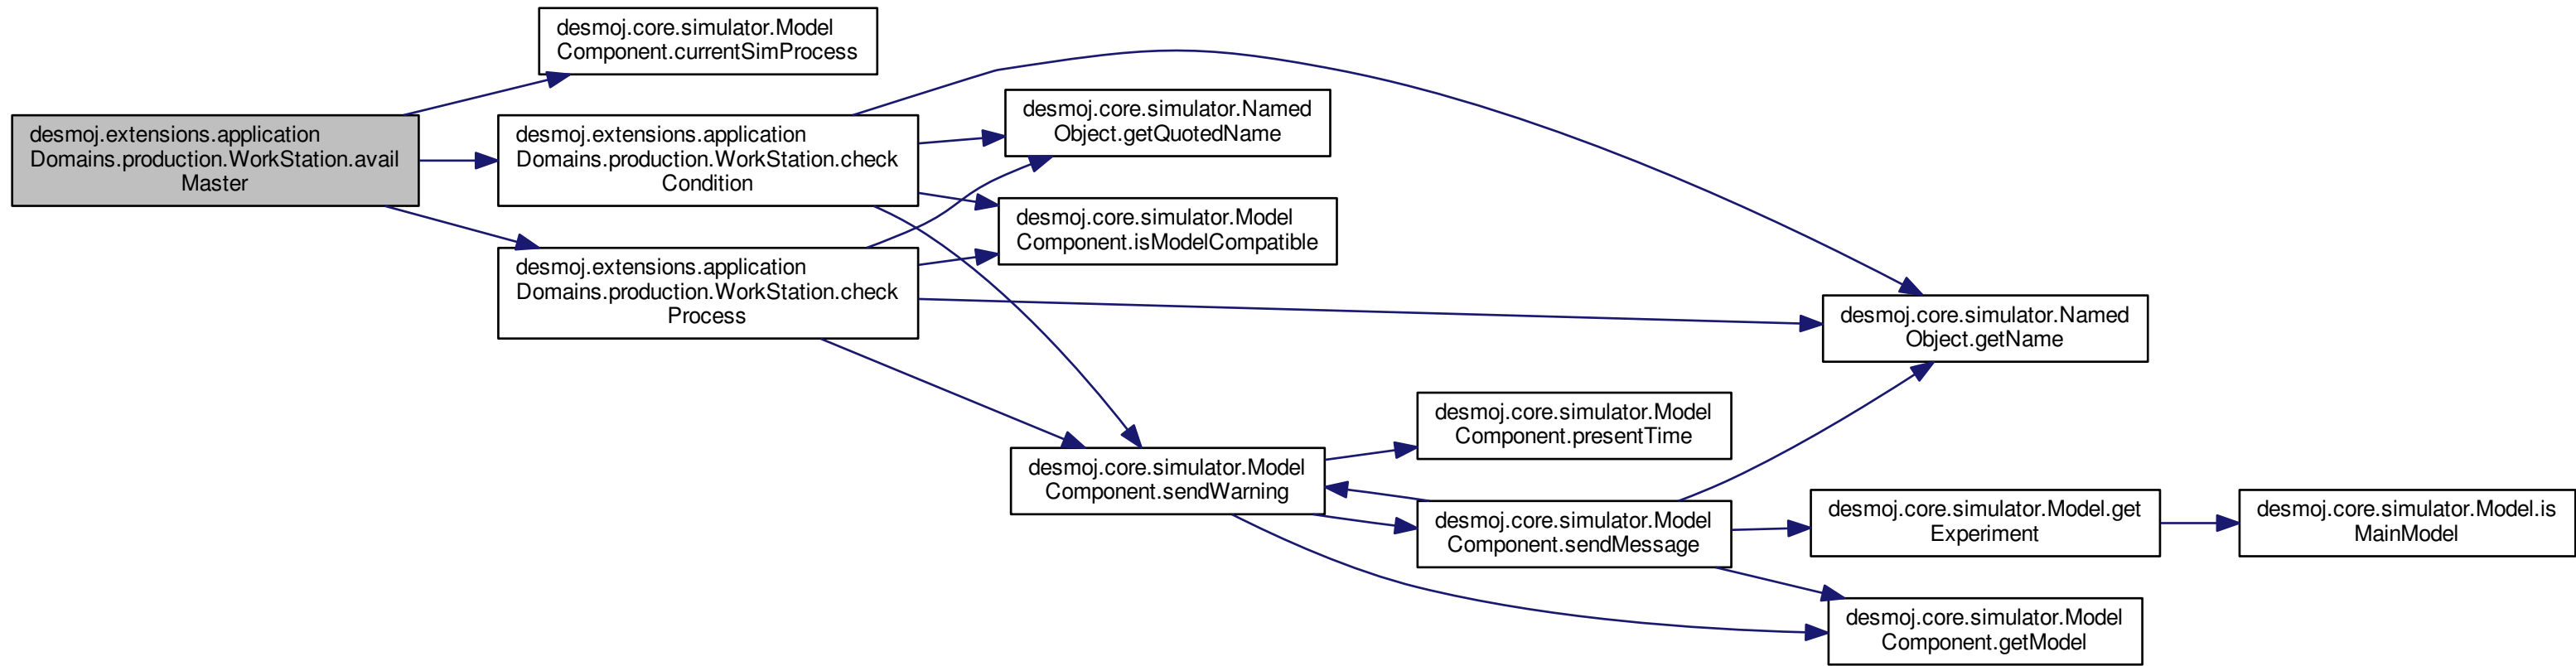 desmoj.core.simulator.Model
Component.currentSimProcess
desmoj.extensions.application
Domains.production.WorkStation.avail
Master
desmoj.extensions.application
Domains.production.WorkStation.check
Condition
desmoj.extensions.application
Domains.production.WorkStation.check
Process
desmoj.core.simulator.Named
Object.getQuotedName
desmoj.core.simulator.Model
Component.isModelCompatible
desmoj.core.simulator.Named
Object.getName
desmoj.core.simulator.Model
Component.sendWarning
desmoj.core.simulator.Model
Component.presentTime
desmoj.core.simulator.Model
Component.sendMessage
desmoj.core.simulator.Model.get
Experiment
desmoj.core.simulator.Model.is
MainModel
desmoj.core.simulator.Model
Component.getModel